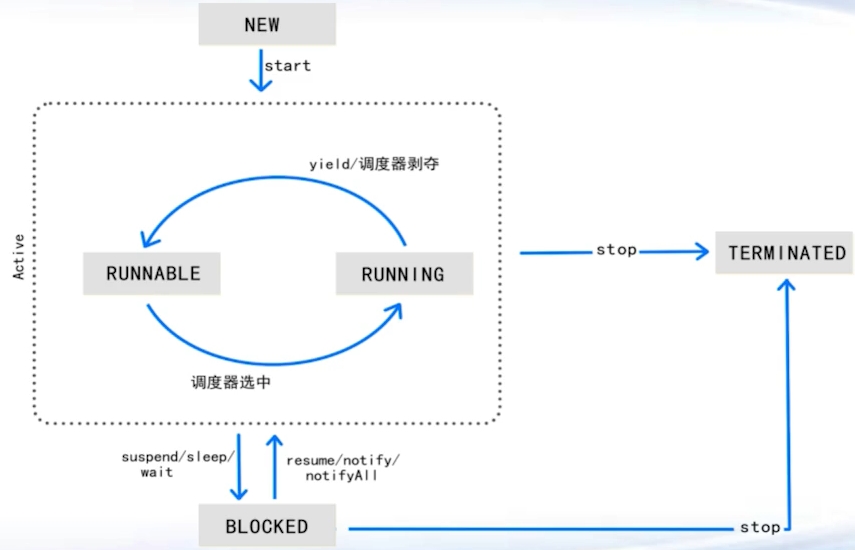 NEW
start
yield/调度器剥夺
Active
RUNNABLE
RUNNING
stop
TERMINATED
调度器选中
suspend/sleep/
wait
resume/notify/
notifyAll
BLOCKED
stop